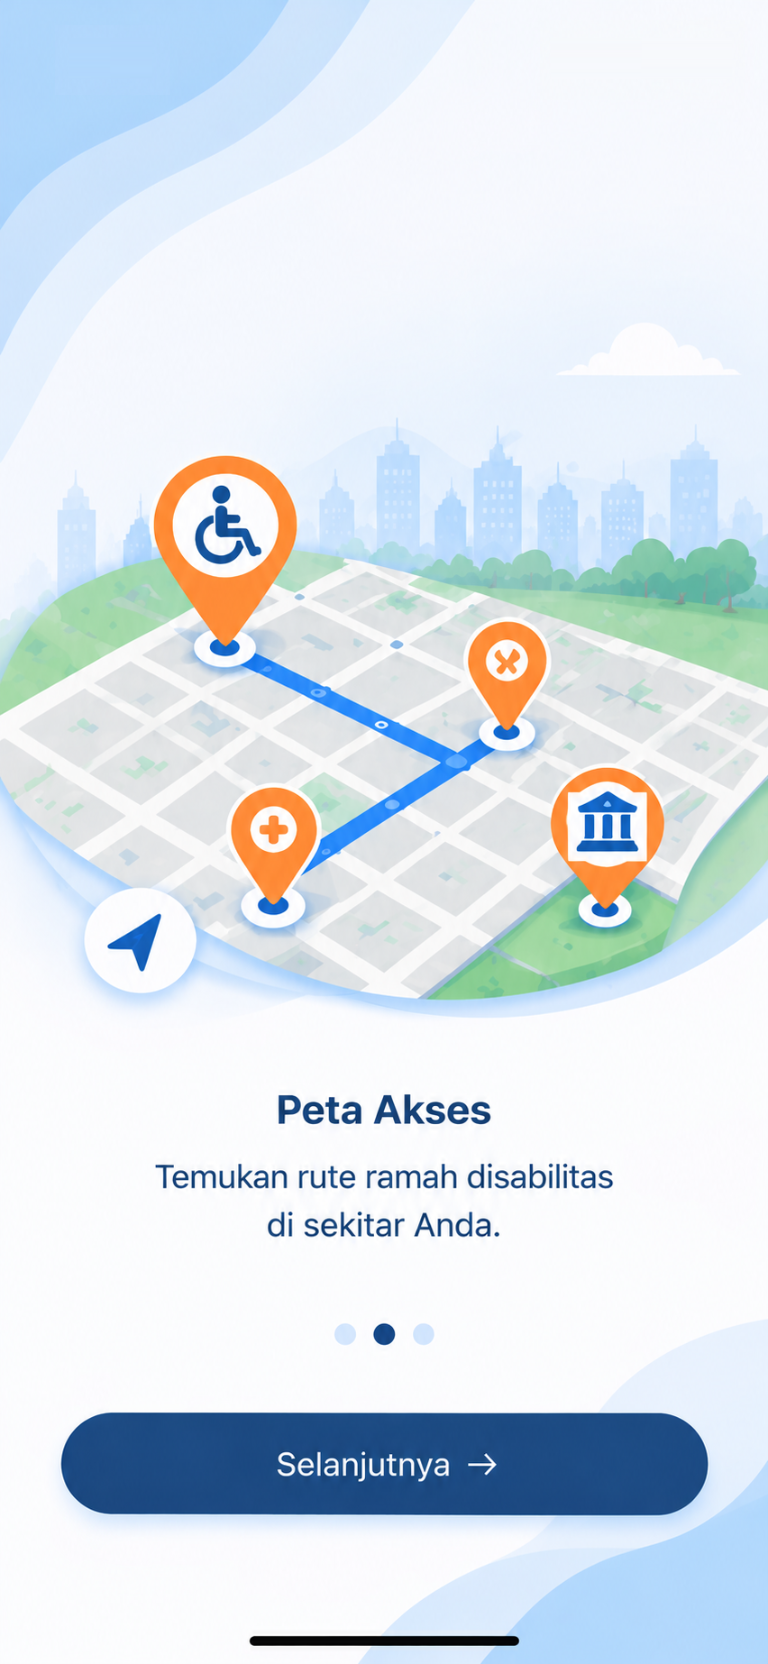 Peta Akses
Temukan rute ramah disabilitas
di sekitar Anda.
Selanjutnya →